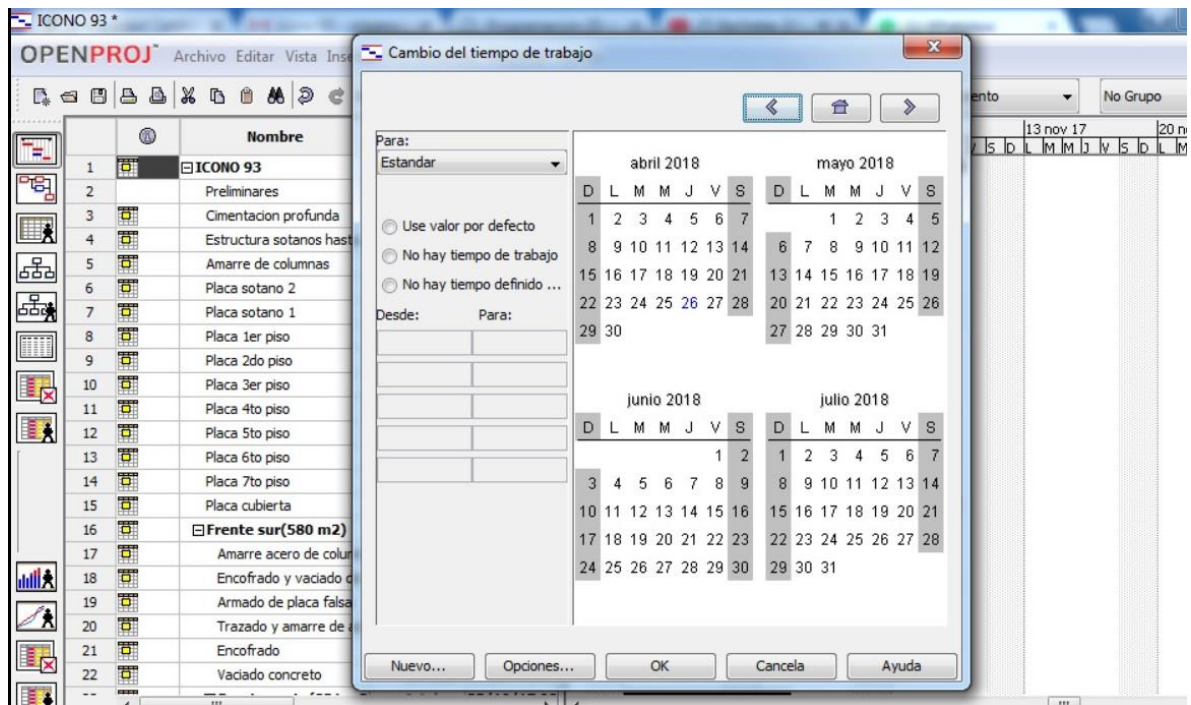 ICONO 93 *
OPENPROJ Archivo Editar Vista Inse
ento
No Grupo
Nombre
1 ICONO 93
2 Preliminares
3 Cimentacion profunda
4 Estructura sotanos hast
5 Amarre de columnas
6 Placa sotano 2
7 Placa sotano 1
8 Placa 1er piso
9 Placa 2do piso
10 Placa 3er piso
11 Placa 4to piso
12 Placa 5to piso
13 Placa 6to piso
14 Placa 7to piso
15 Placa cubierta
16 Frente sur(580 m2)
17 Amarre acero de colum
18 Encofrado y vaciado d
19 Armado de placa falsa
20 Trazado y amarre de a
21 Encofrado
22 Vaciado concreto
Cambio del tiempo de trabajo
Para:
Estandar
Use valor por defecto
No hay tiempo de trabajo
No hay tiempo definido ...
Desde: Para:
abril 2018
D L M M J V S
1 2 3 4 5 6 7
8 9 10 11 12 13 14
15 16 17 18 19 20 21
22 23 24 25 26 27 28
29 30
mayo 2018
D L M M J V S
1 2 3 4 5
6 7 8 9 10 11 12
13 14 15 16 17 18 19
20 21 22 23 24 25 26
27 28 29 30 31
junio 2018
D L M M J V S
1 2
3 4 5 6 7 8 9
10 11 12 13 14 15 16
17 18 19 20 21 22 23
24 25 26 27 28 29 30
julio 2018
D L M M J V S
1 2 3 4 5 6 7
8 9 10 11 12 13 14
15 16 17 18 19 20 21
22 23 24 25 26 27 28
29 30 31
Nuevo... Opciones... OK Cancela Ayuda
13 nov 17 20 n
S D L M M J V S D L M